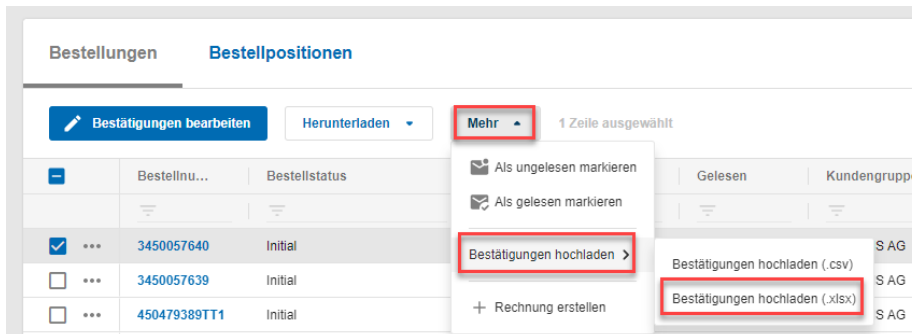 Bestellungen Bestellpositionen
Bestätigungen bearbeiten Herunterladen Mehr 1 Zeile ausgewählt
Bestellnu... Bestellstatus Gelesen Kundengruppe
Als ungelesen markieren
Als gelesen markieren
3450057640 Initial S AG
Bestätigungen hochladen
Bestätigungen hochladen (.csv)
3450057639 Initial S AG
Bestätigungen hochladen (.xlsx)
450479389TT1 Initial S AG
Rechnung erstellen